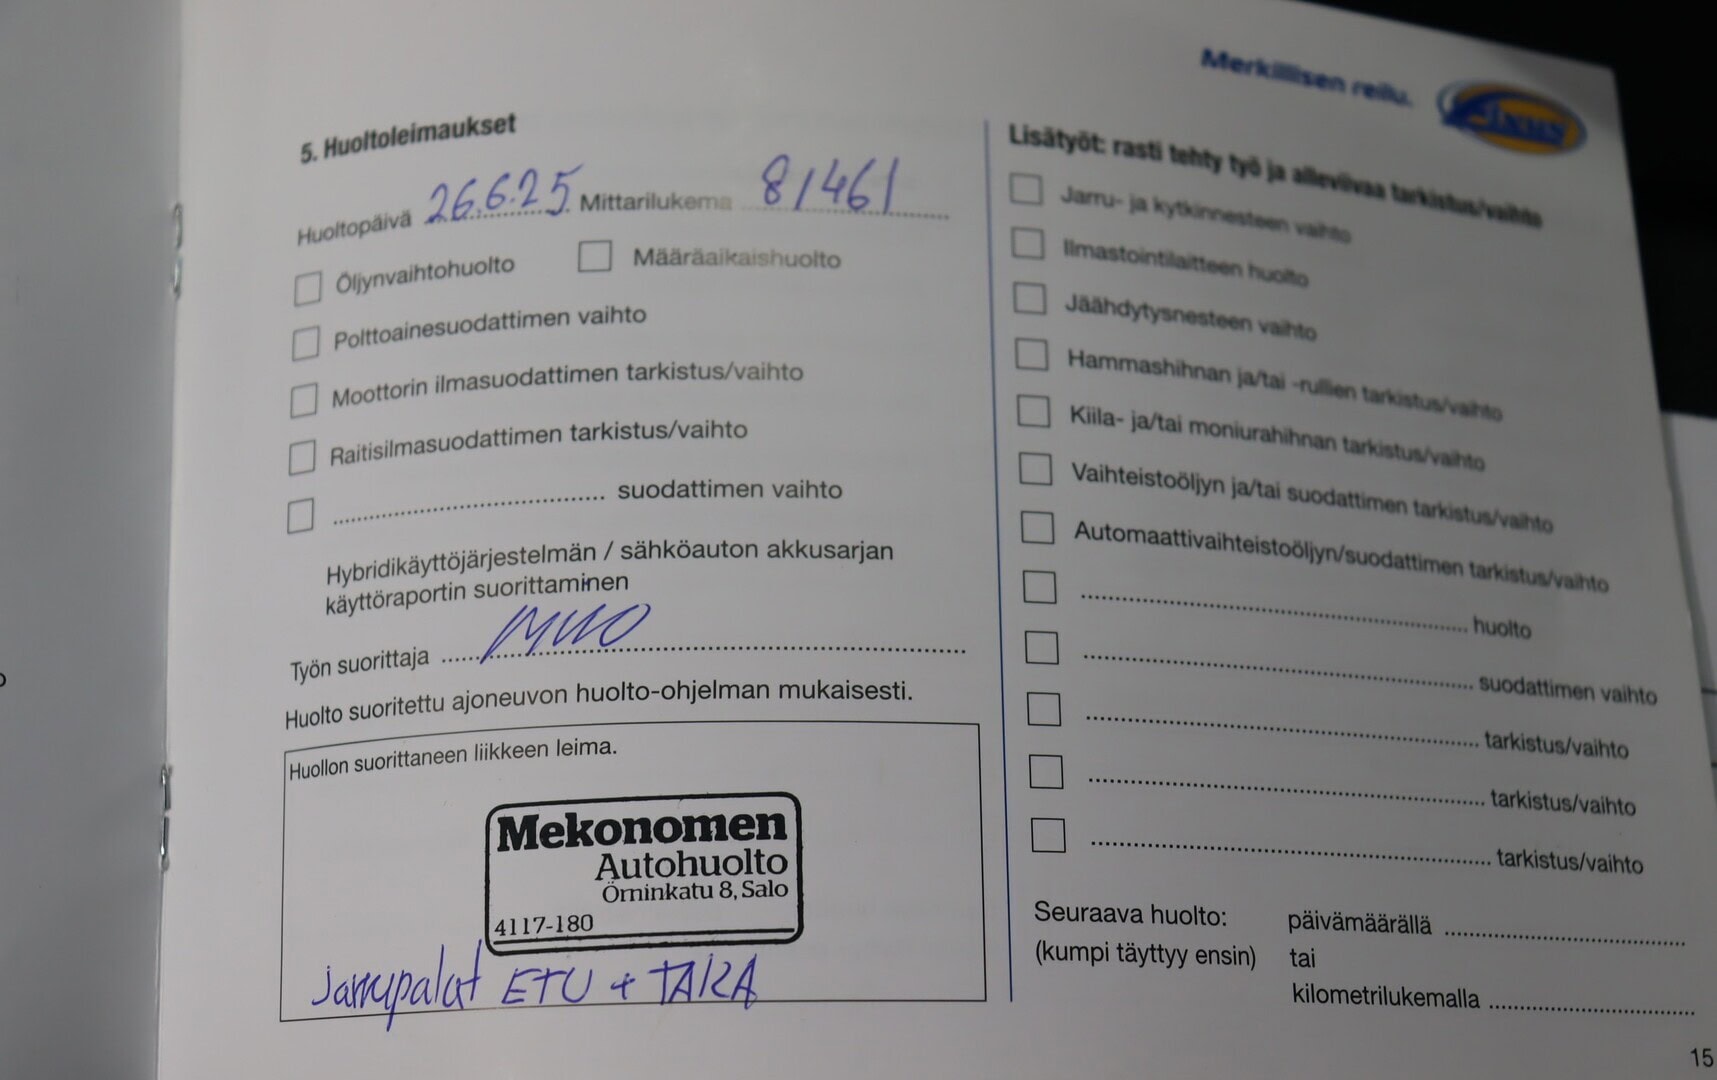 Merkillisen reilu.
5. Huoltoleimaukset
Huoltopäivä 26.6.25 Mittarilukema 81461
Öljynvaihtohuolto Määräaikaishuolto
Polttoainesuodattimen vaihto
Moottorin ilmasuodattimen tarkistus/vaihto
Raitisilmasuodattimen tarkistus/vaihto
.................................. suodattimen vaihto
Hybridikäyttöjärjestelmän / sähköauton akkusarjan
käyttöraportin suorittaminen
Työn suorittaja
Huolto suoritettu ajoneuvon huolto-ohjelman mukaisesti.
Huollon suorittaneen liikkeen leima.
Mekonomen
Autohuolto
Örninkatu 8, Salo
4117-180
jarrupalat ETU + TAKA
Lisätyöt: rasti tehty työ ja alleviivaa tarkistus/vaihto
Jarru- ja kytkinnesteen vaihto
Ilmastointilaitteen huolto
Jäähdytysnesteen vaihto
Hammashihnan ja/tai -rullien tarkistus/vaihto
Kiila- ja/tai moniurahihnan tarkistus/vaihto
Vaihteistoöljyn ja/tai suodattimen tarkistus/vaihto
Automaattivaihteistoöljyn/suodattimen tarkistus/vaihto
.................................. huolto
.................................. suodattimen vaihto
.................................. tarkistus/vaihto
.................................. tarkistus/vaihto
.................................. tarkistus/vaihto
Seuraava huolto: päivämäärällä ..................................
(kumpi täyttyy ensin) tai
kilometrilukemalla ..................................
15